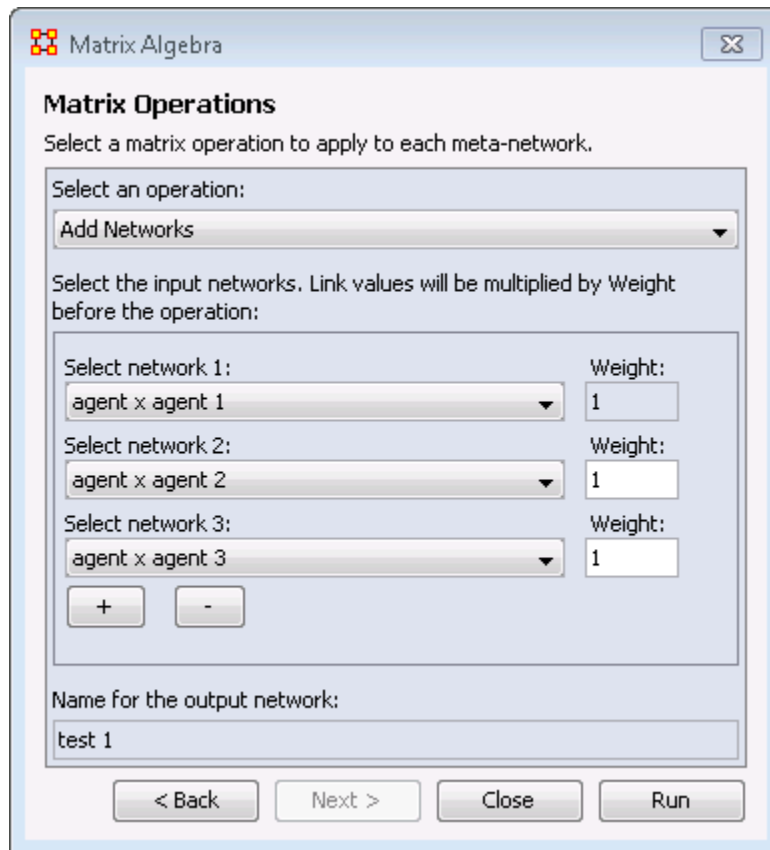 Matrix Algebra
Matrix Operations
Select a matrix operation to apply to each meta-network.
Select an operation:
Add Networks
Select the input networks. Link values will be multiplied by Weight
before the operation:
Select network 1: Weight:
agent x agent 1 1
Select network 2: Weight:
agent x agent 2 1
Select network 3: Weight:
agent x agent 3 1
+ -
Name for the output network:
test 1
< Back Next > Close Run